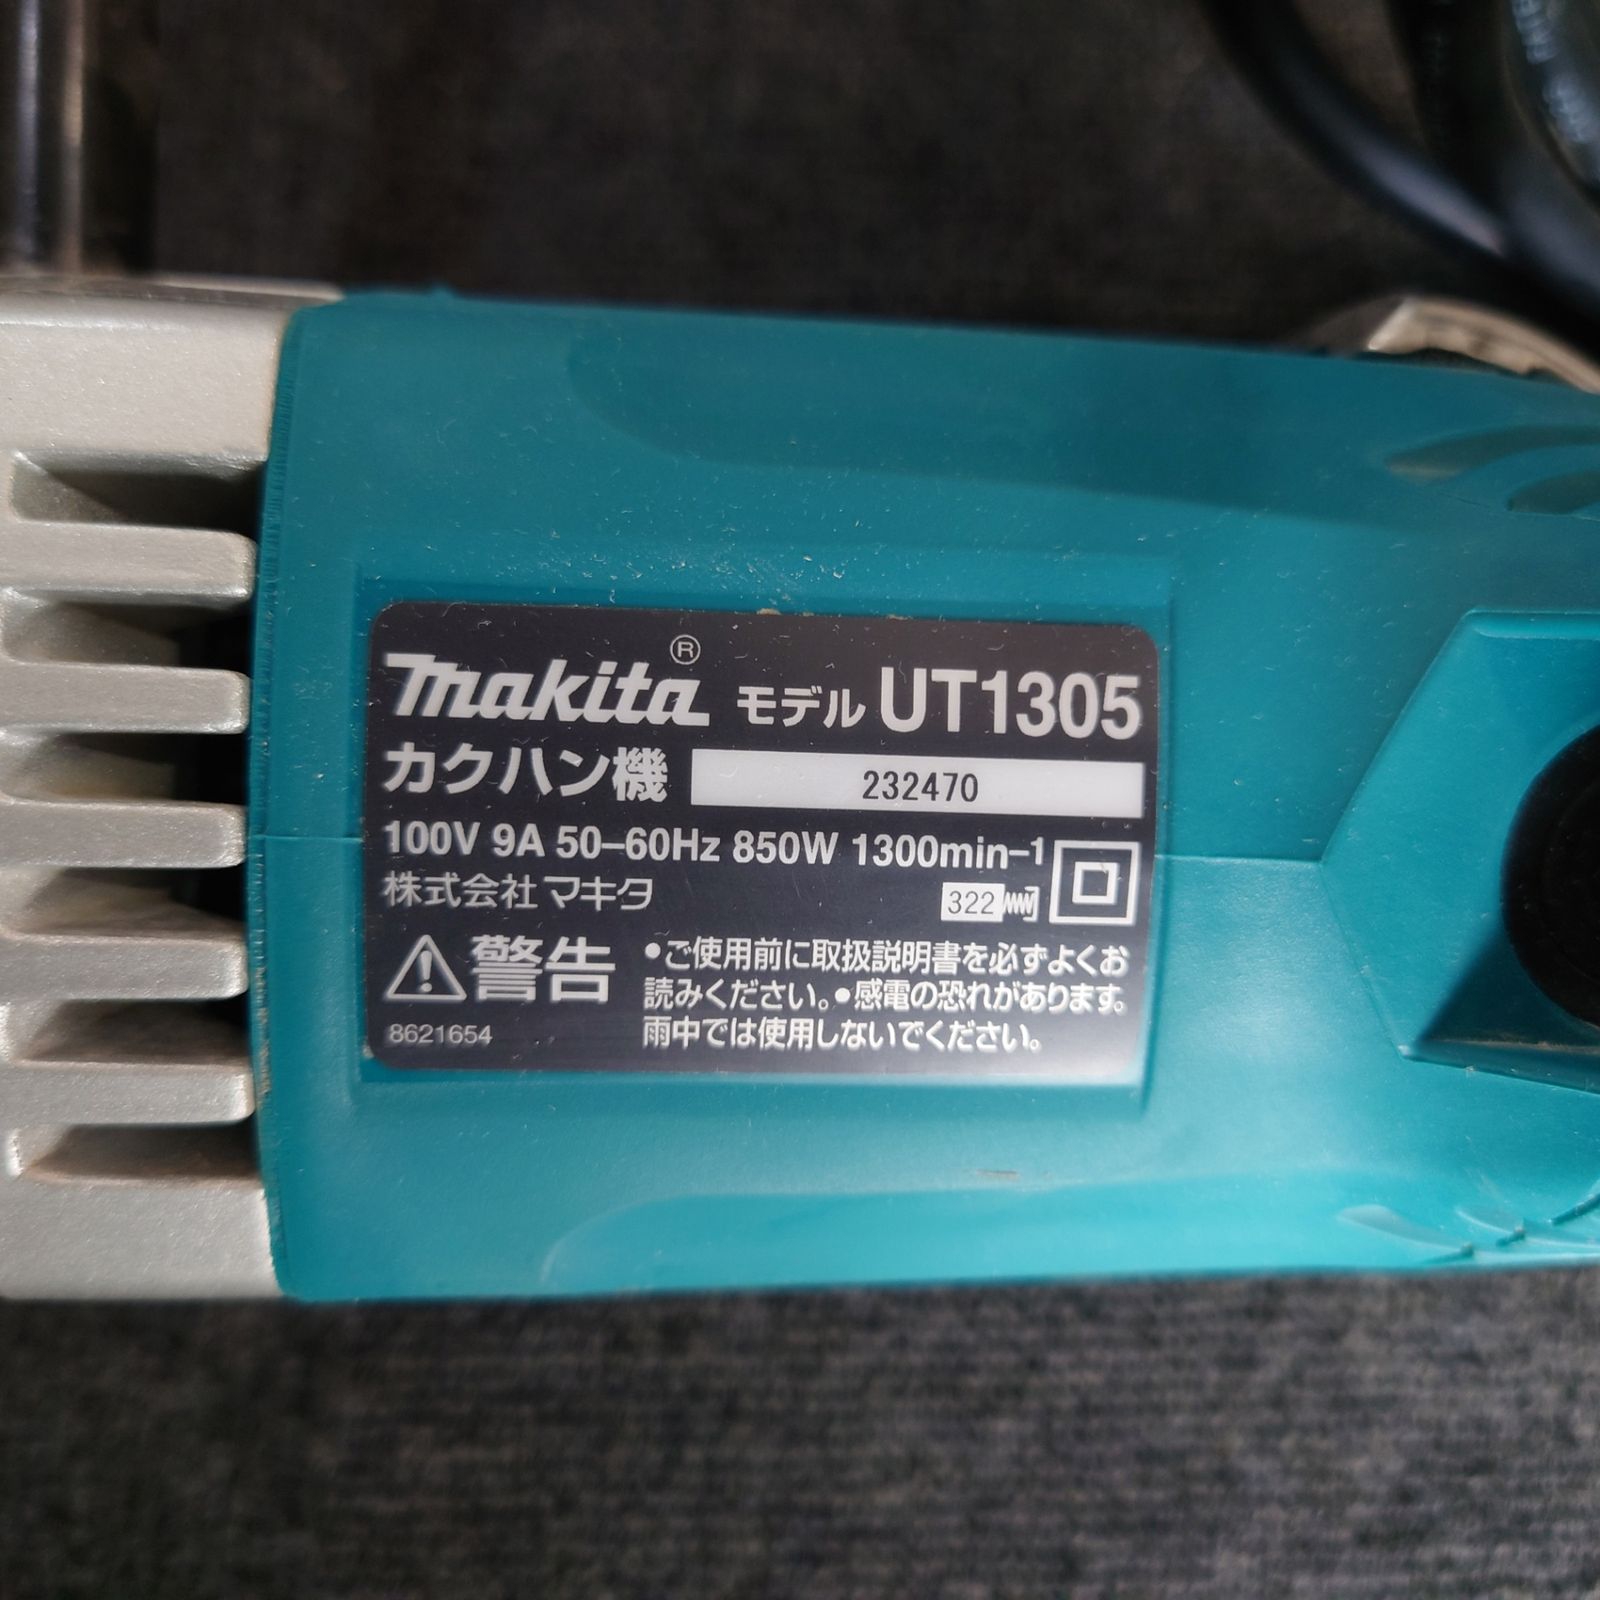 makita® モデル UT1305
カクハン機 232470
100V 9A 50–60Hz 850W 1300min–1
株式会社マキタ 322
警告 •ご使用前に取扱説明書を必ずよくお
読みください。•感電の恐れがあります。
雨中では使用しないでください。
8621654